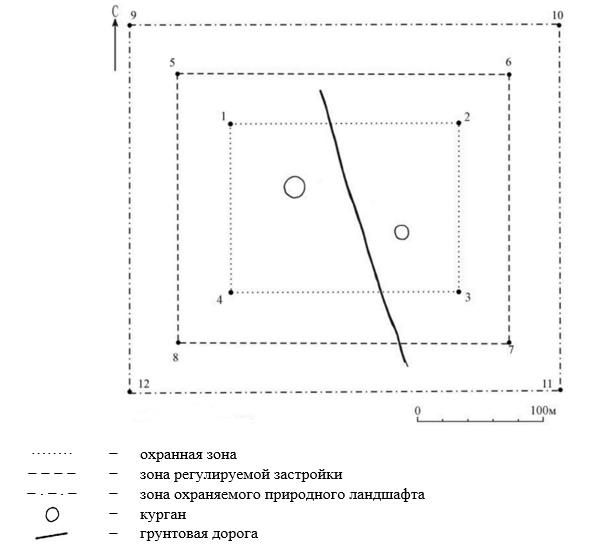 С
9
10
5
6
1
2
4
3
8
7
12
11
0
100м
– охранная зона
– зона регулируемой застройки
– зона охраняемого природного ландшафта
– курган
– грунтовая дорога